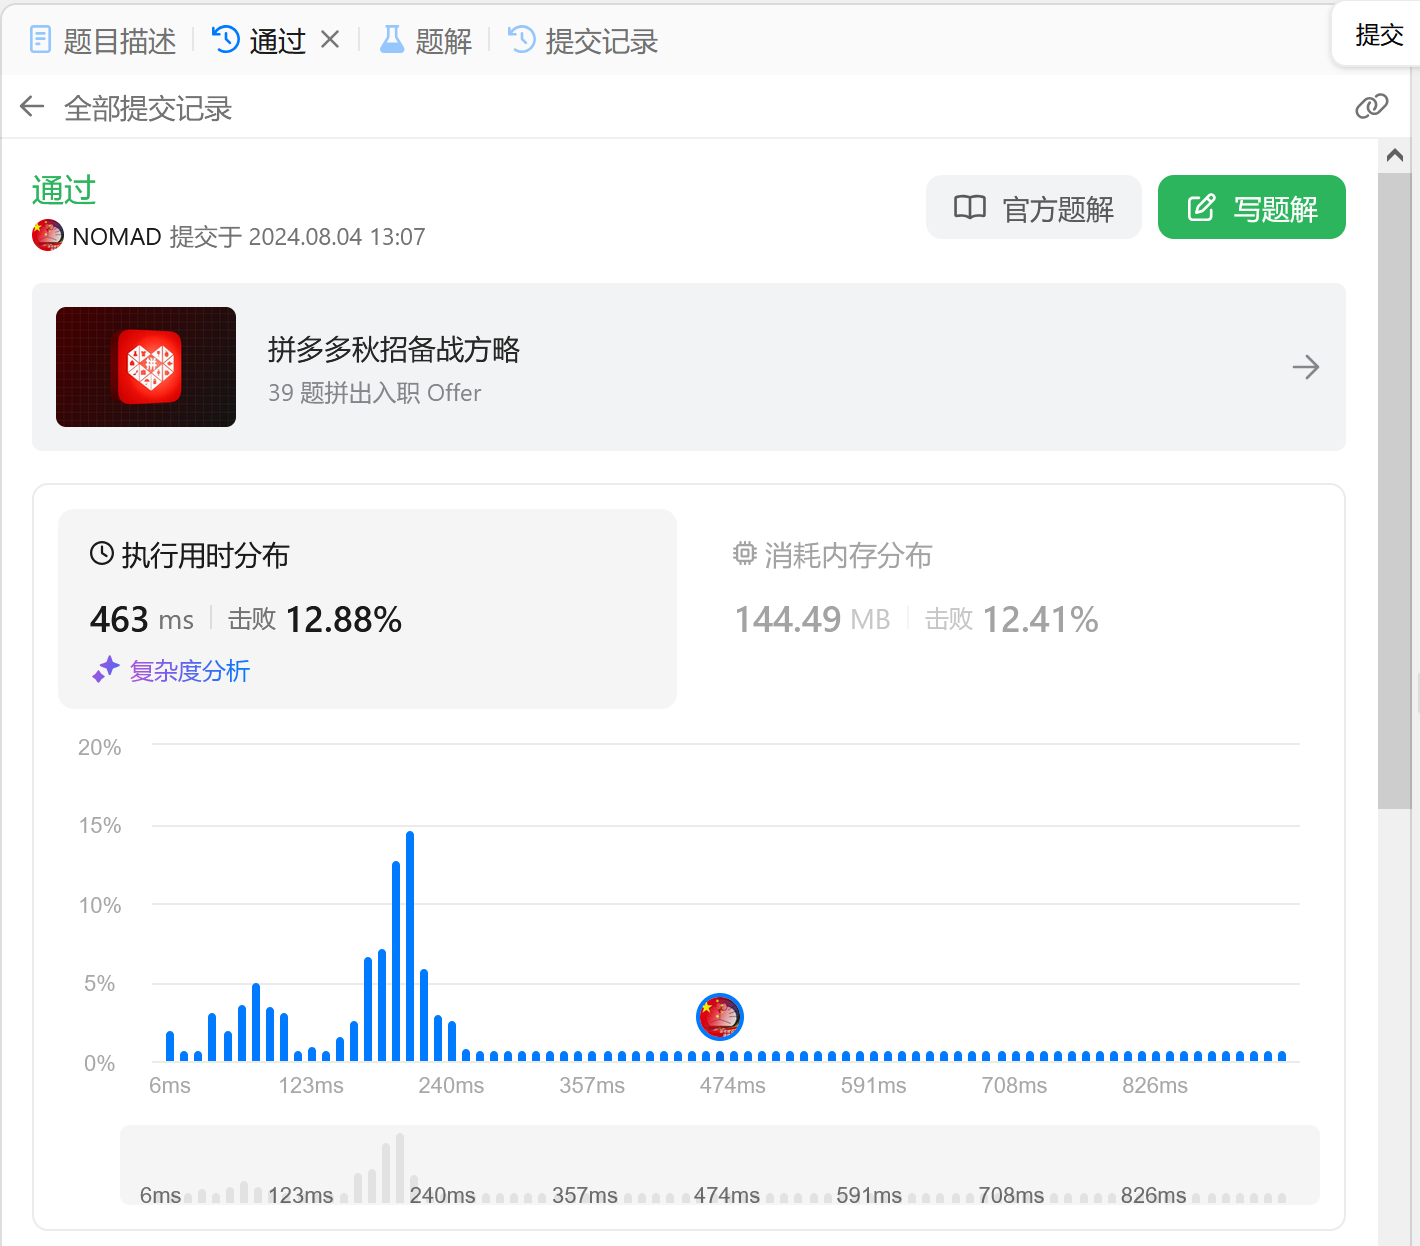 题目描述
通过
题解
提交记录
提交
全部提交记录
通过
官方题解
写题解
NOMAD 提交于 2024.08.04 13:07
拼
拼多多秋招备战方略
39 题拼出入职 Offer
执行用时分布
463 ms 击败 12.88%
复杂度分析
消耗内存分布
144.49 MB 击败 12.41%
20%
15%
10%
5%
0%
6ms 123ms 240ms 357ms 474ms 591ms 708ms 826ms
6ms 123ms 240ms 357ms 474ms 591ms 708ms 826ms